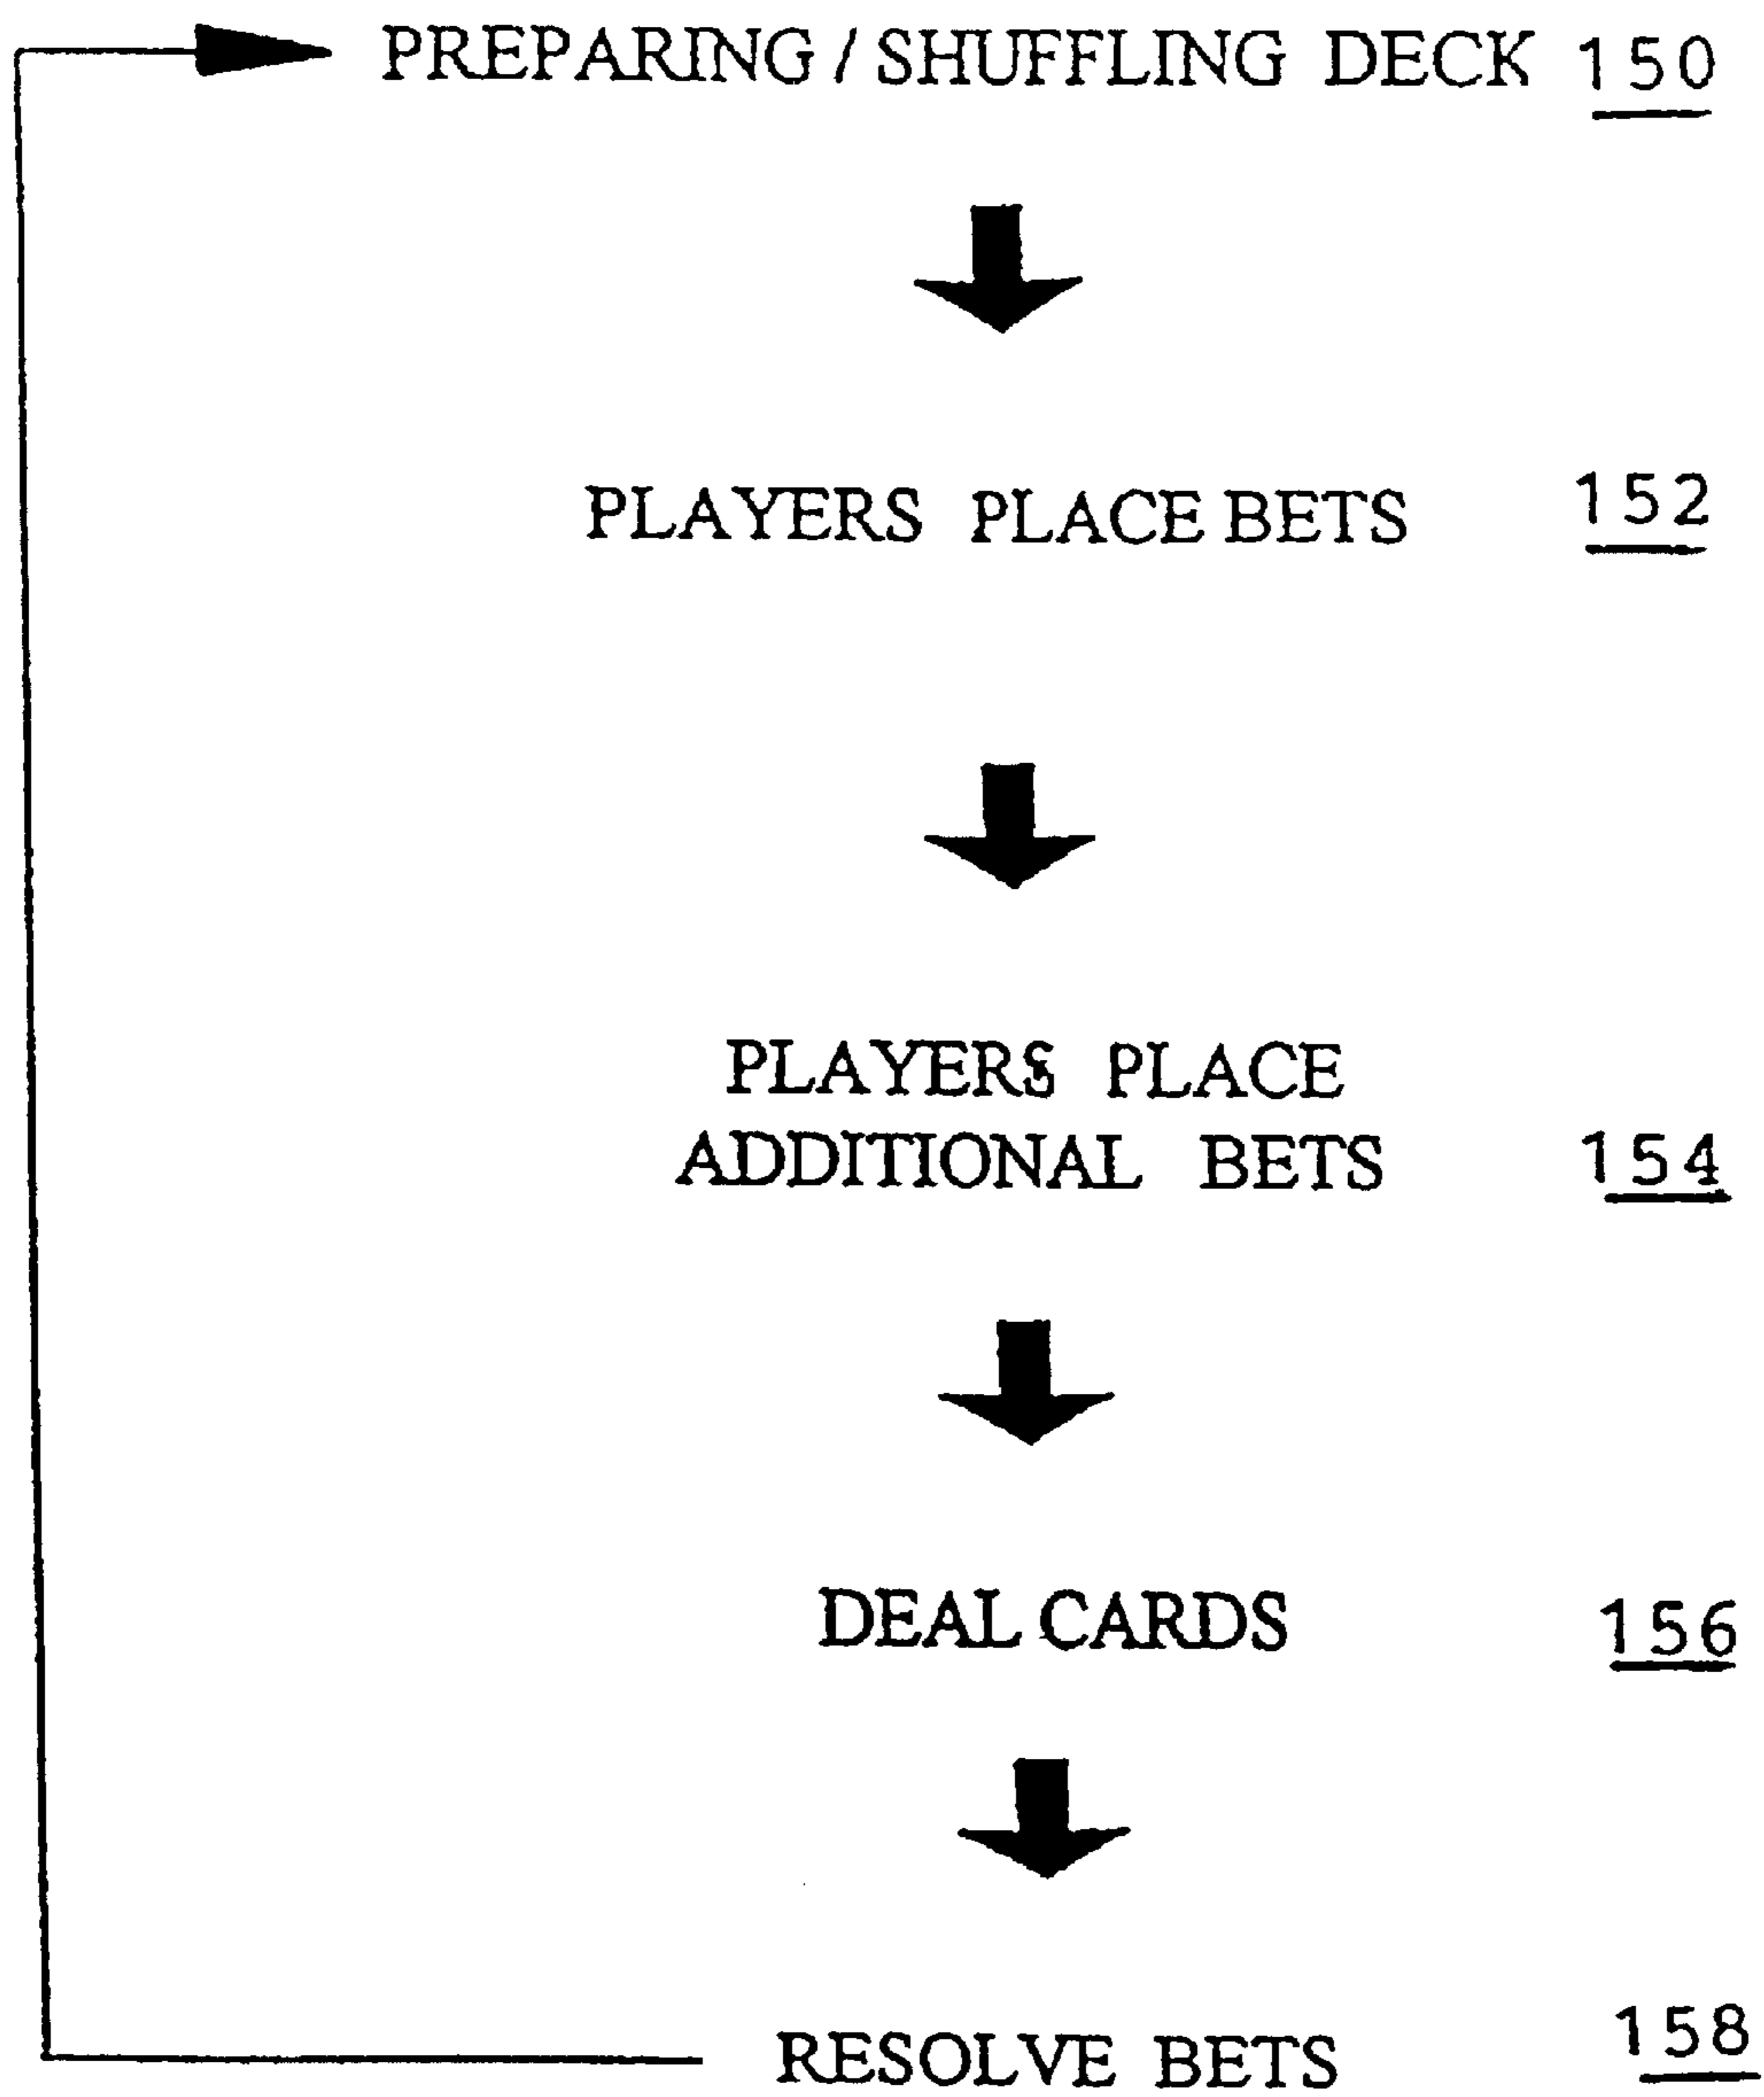 PREPARING / SHUFFLING DECK 150
PLAYERS PLACE BETS 152
PLAYERS PLACE
ADDITIONAL BETS 154
DEAL CARDS 156
RESOLVE BETS 158